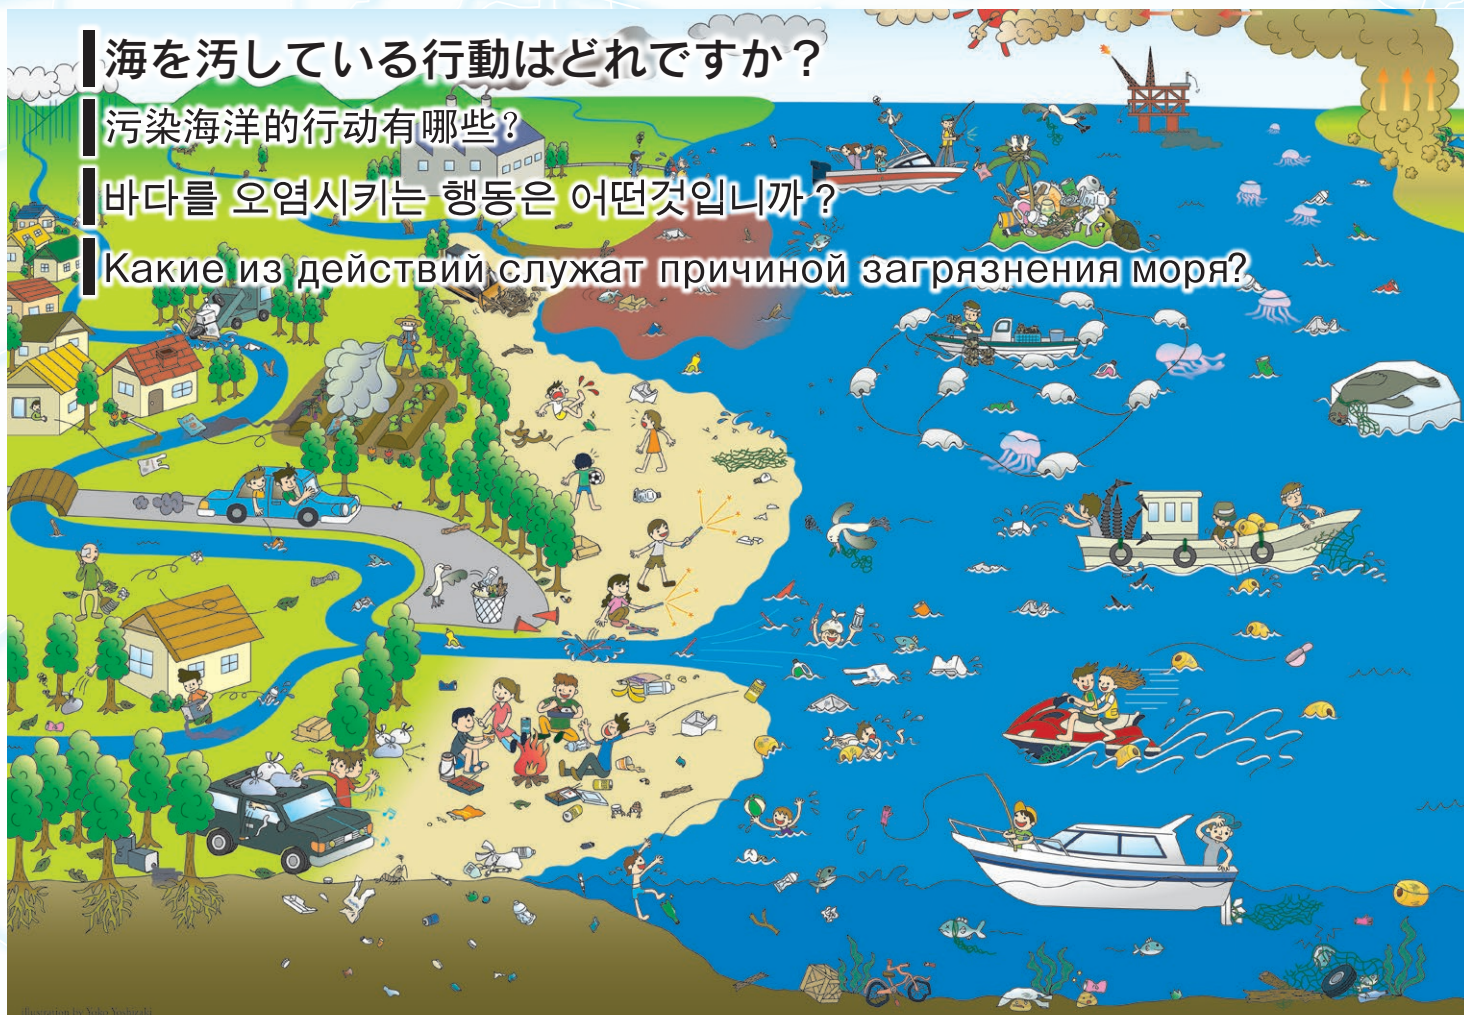 海を汚している行動はどれですか？
污染海洋的行动有哪些？
바다를 오염시키는 행동은 어떤것입니까？
Какие из действий служат причиной загрязнения моря?